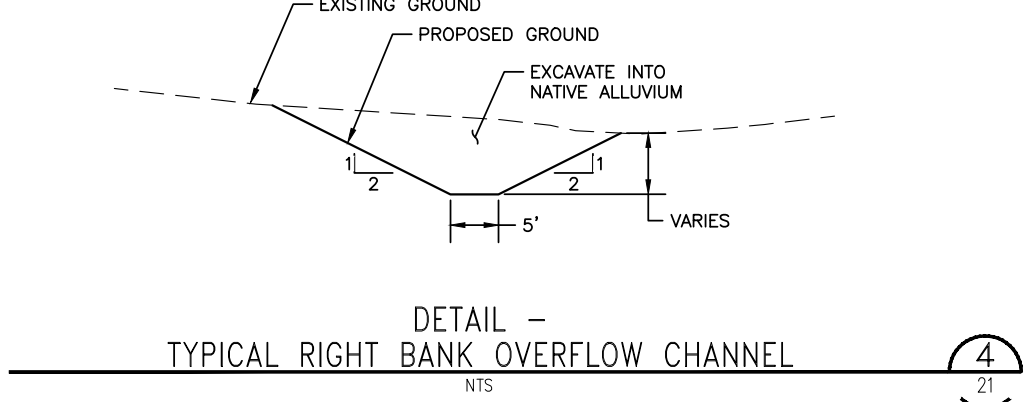 EXISTING GROUND
PROPOSED GROUND
EXCAVATE INTO
NATIVE ALLUVIUM
1
2
1
2
5'
VARIES
DETAIL -
TYPICAL RIGHT BANK OVERFLOW CHANNEL
NTS
4
21